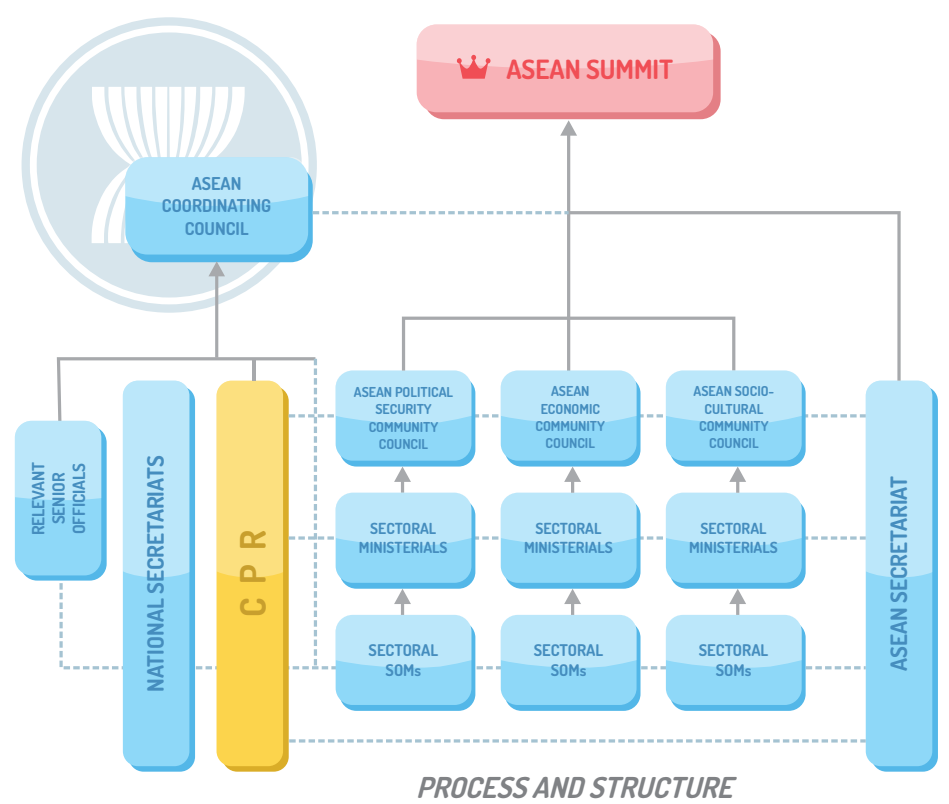 ASEAN SUMMIT
ASEAN
COORDINATING
COUNCIL
RELEVANT
SENIOR
OFFICIALS
NATIONAL SECRETARIATS
C P R
ASEAN POLITICAL
SECURITY
COMMUNITY
COUNCIL
ASEAN
ECONOMIC
COMMUNITY
COUNCIL
ASEAN SOCIO-
CULTURAL
COMMUNITY
COUNCIL
SECTORAL
MINISTERIALS
SECTORAL
MINISTERIALS
SECTORAL
MINISTERIALS
SECTORAL
SOMs
SECTORAL
SOMs
SECTORAL
SOMs
ASEAN SECRETARIAT
PROCESS AND STRUCTURE